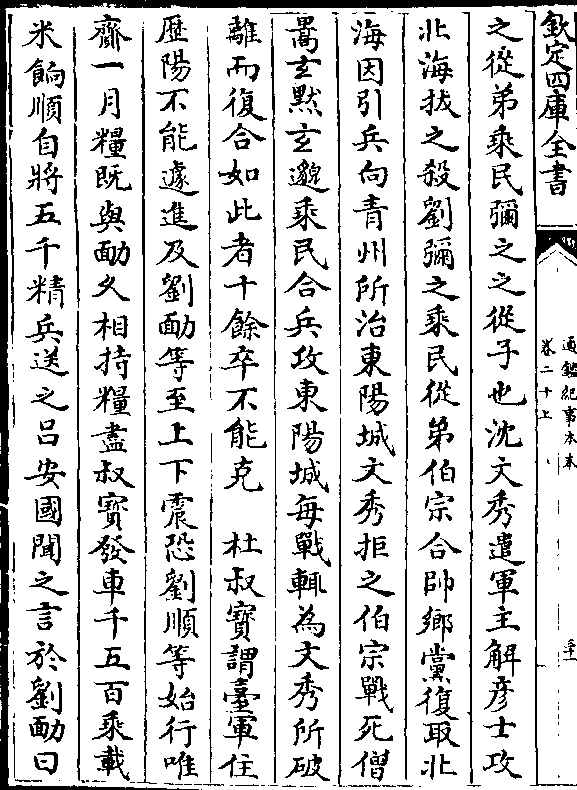 欽定四庫全書
通鑑紀事本末
卷二十上
之從弟乘民彌之之從子也沈文秀遣軍主解彦士攻
北海拔之殺劉彌之乘民從弟伯宗合帥鄉黨復取北
海因引兵向青州所治東陽城文秀拒之伯宗戰死僧
暠玄黙玄邈乘民合兵攻東陽城每戰輒為文秀所破
離而復合如此者十餘卒不能克　杜叔寶謂臺軍住
歴陽不能遽進及劉勔等至上下震恐劉順等始行唯
齎一月糧既與勔久相持糧盡叔寶發車千五百乘載
米餉順自將五千精兵送之吕安國聞之言於劉勔曰